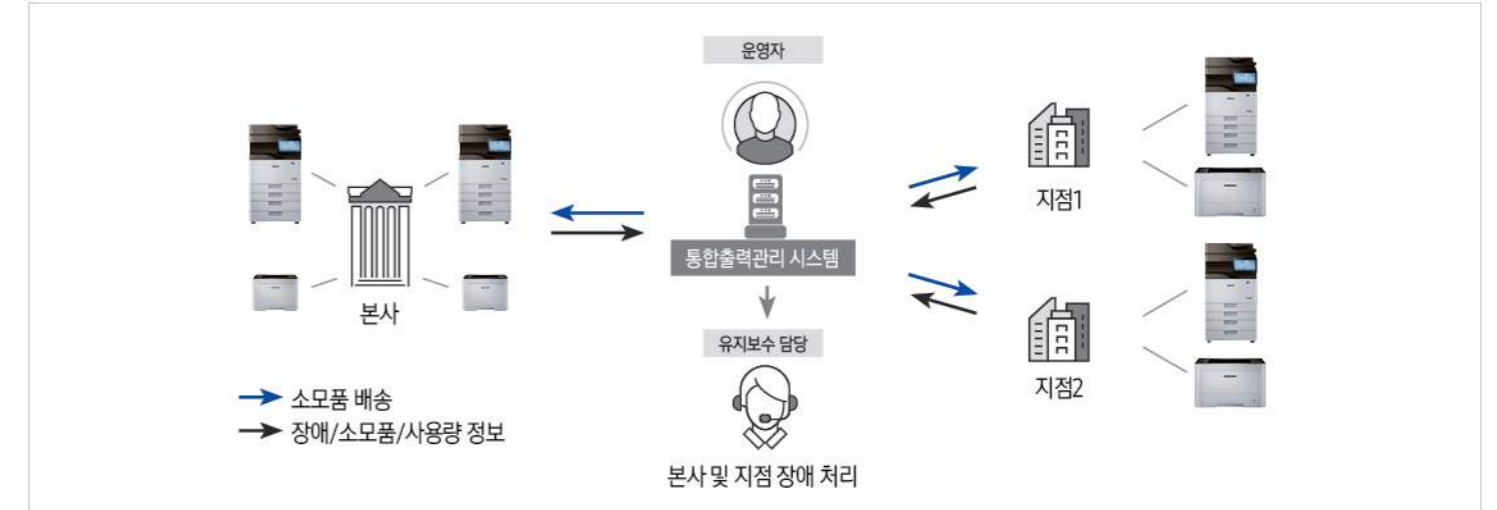 운영자
통합출력관리 시스템
본사
지점1
지점2
유지보수 담당
본사 및 지점 장애 처리
소모품 배송
장애/소모품/사용량 정보